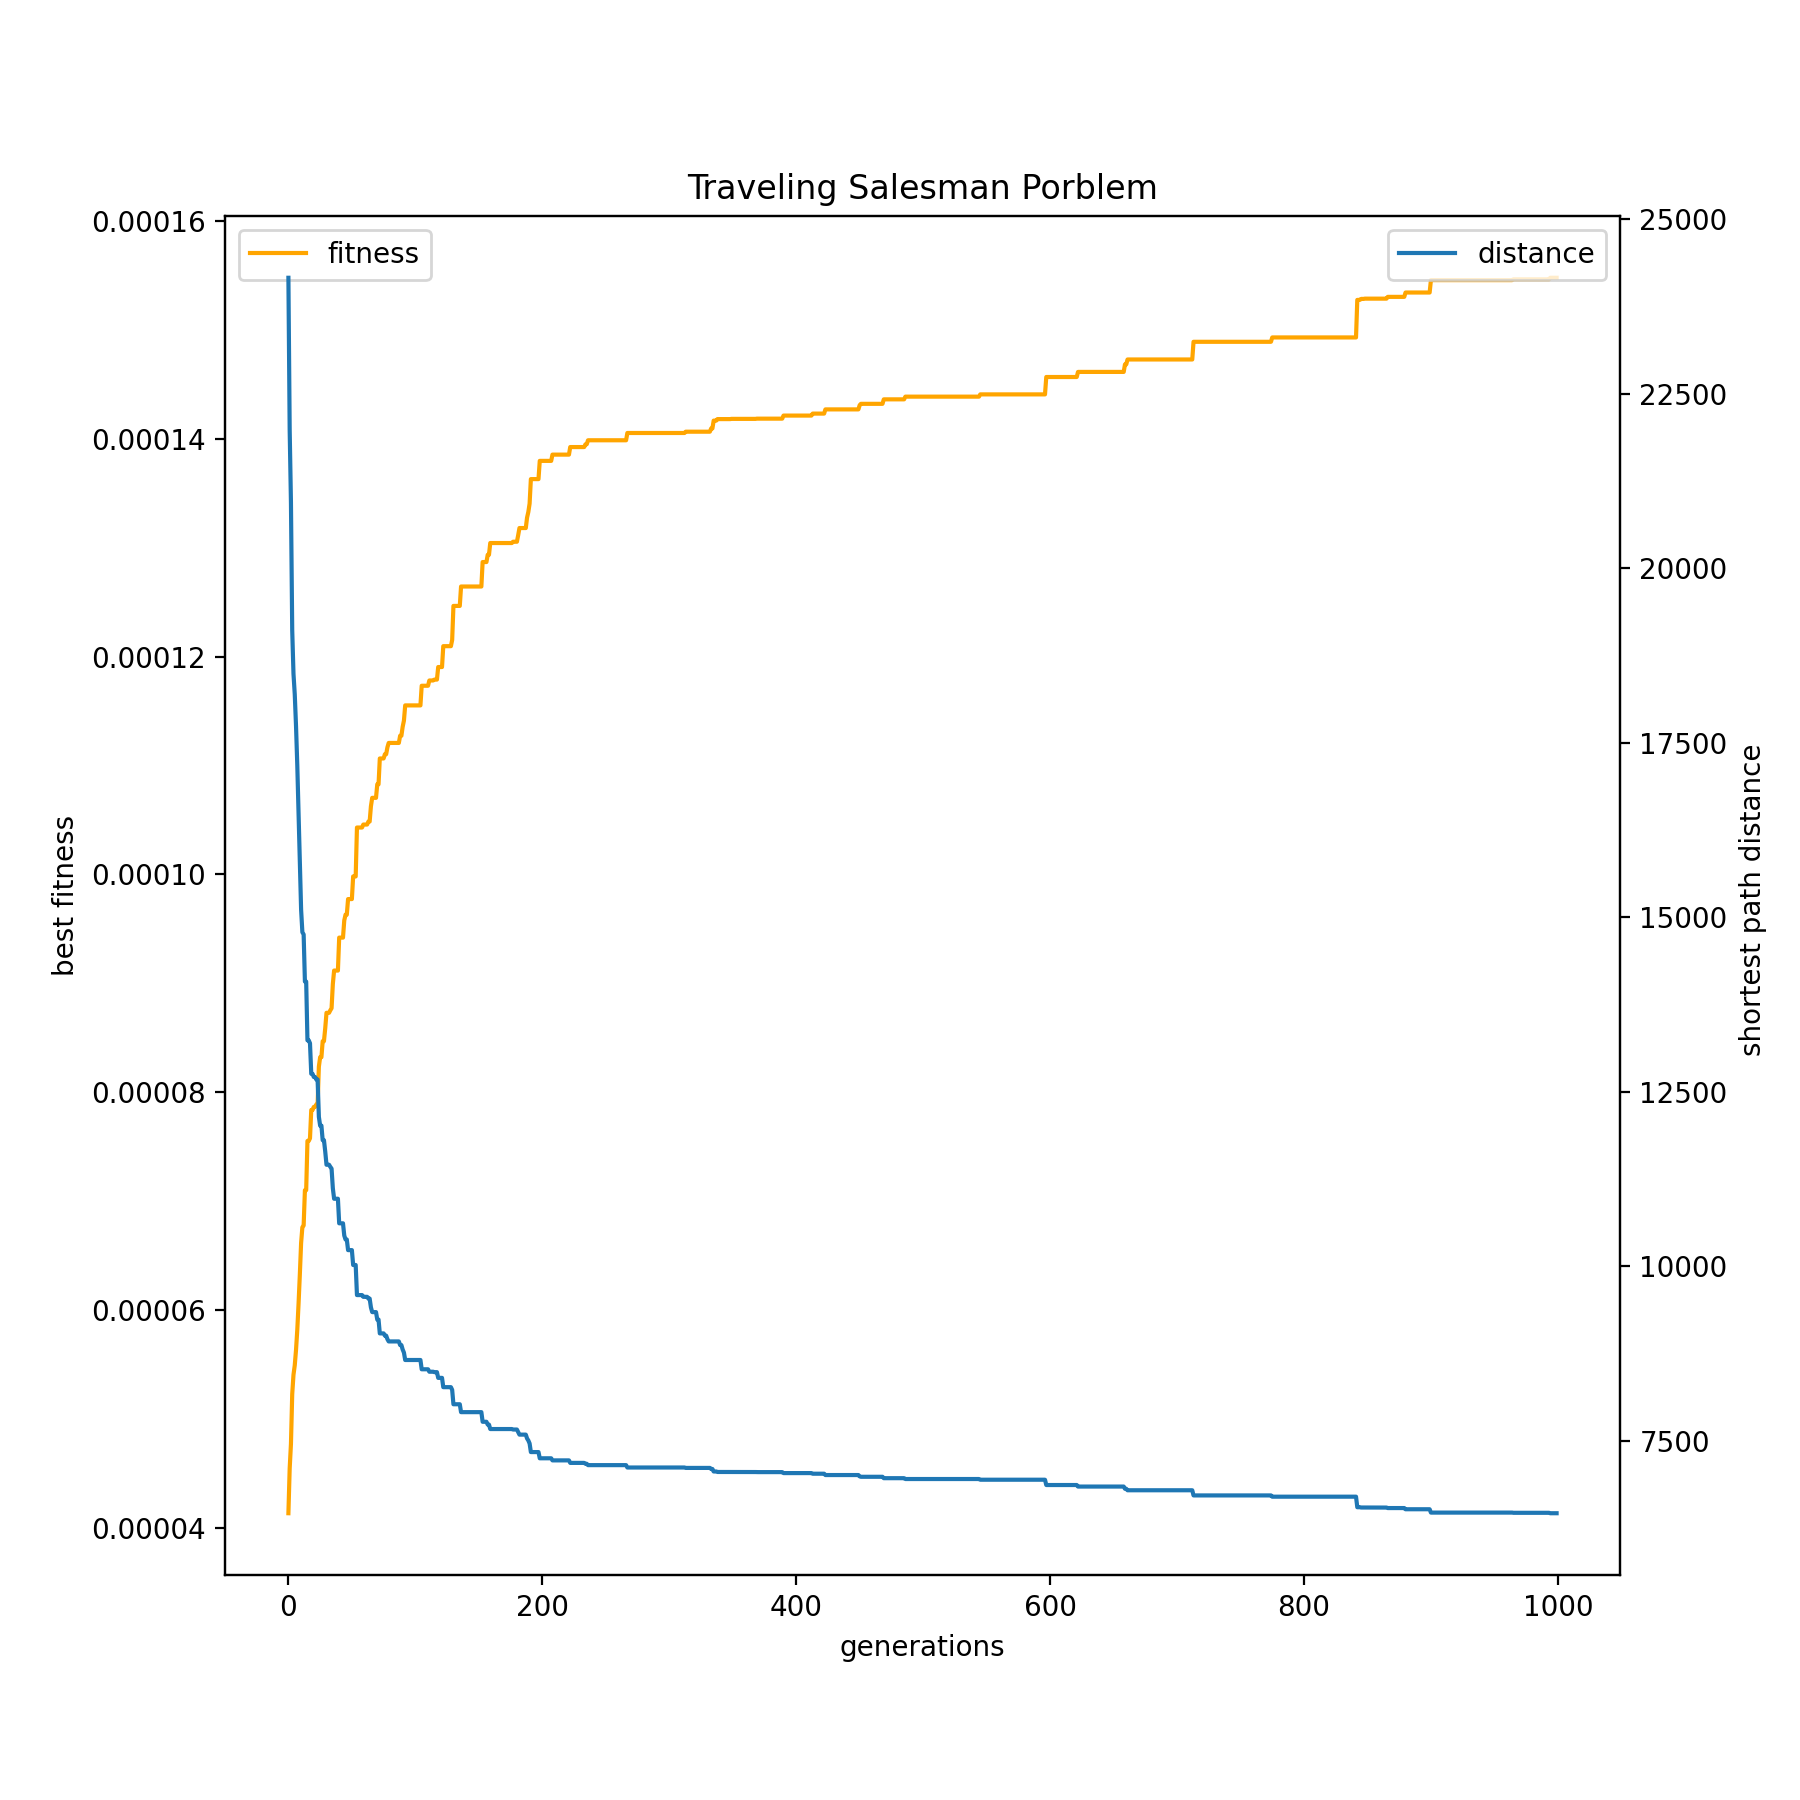 Traveling Salesman Porblem
fitness
distance
0.00016
0.00014
0.00012
0.00010
0.00008
0.00006
0.00004
best fitness
25000
22500
20000
17500
15000
12500
10000
7500
shortest path distance
0 200 400 600 800 1000
generations